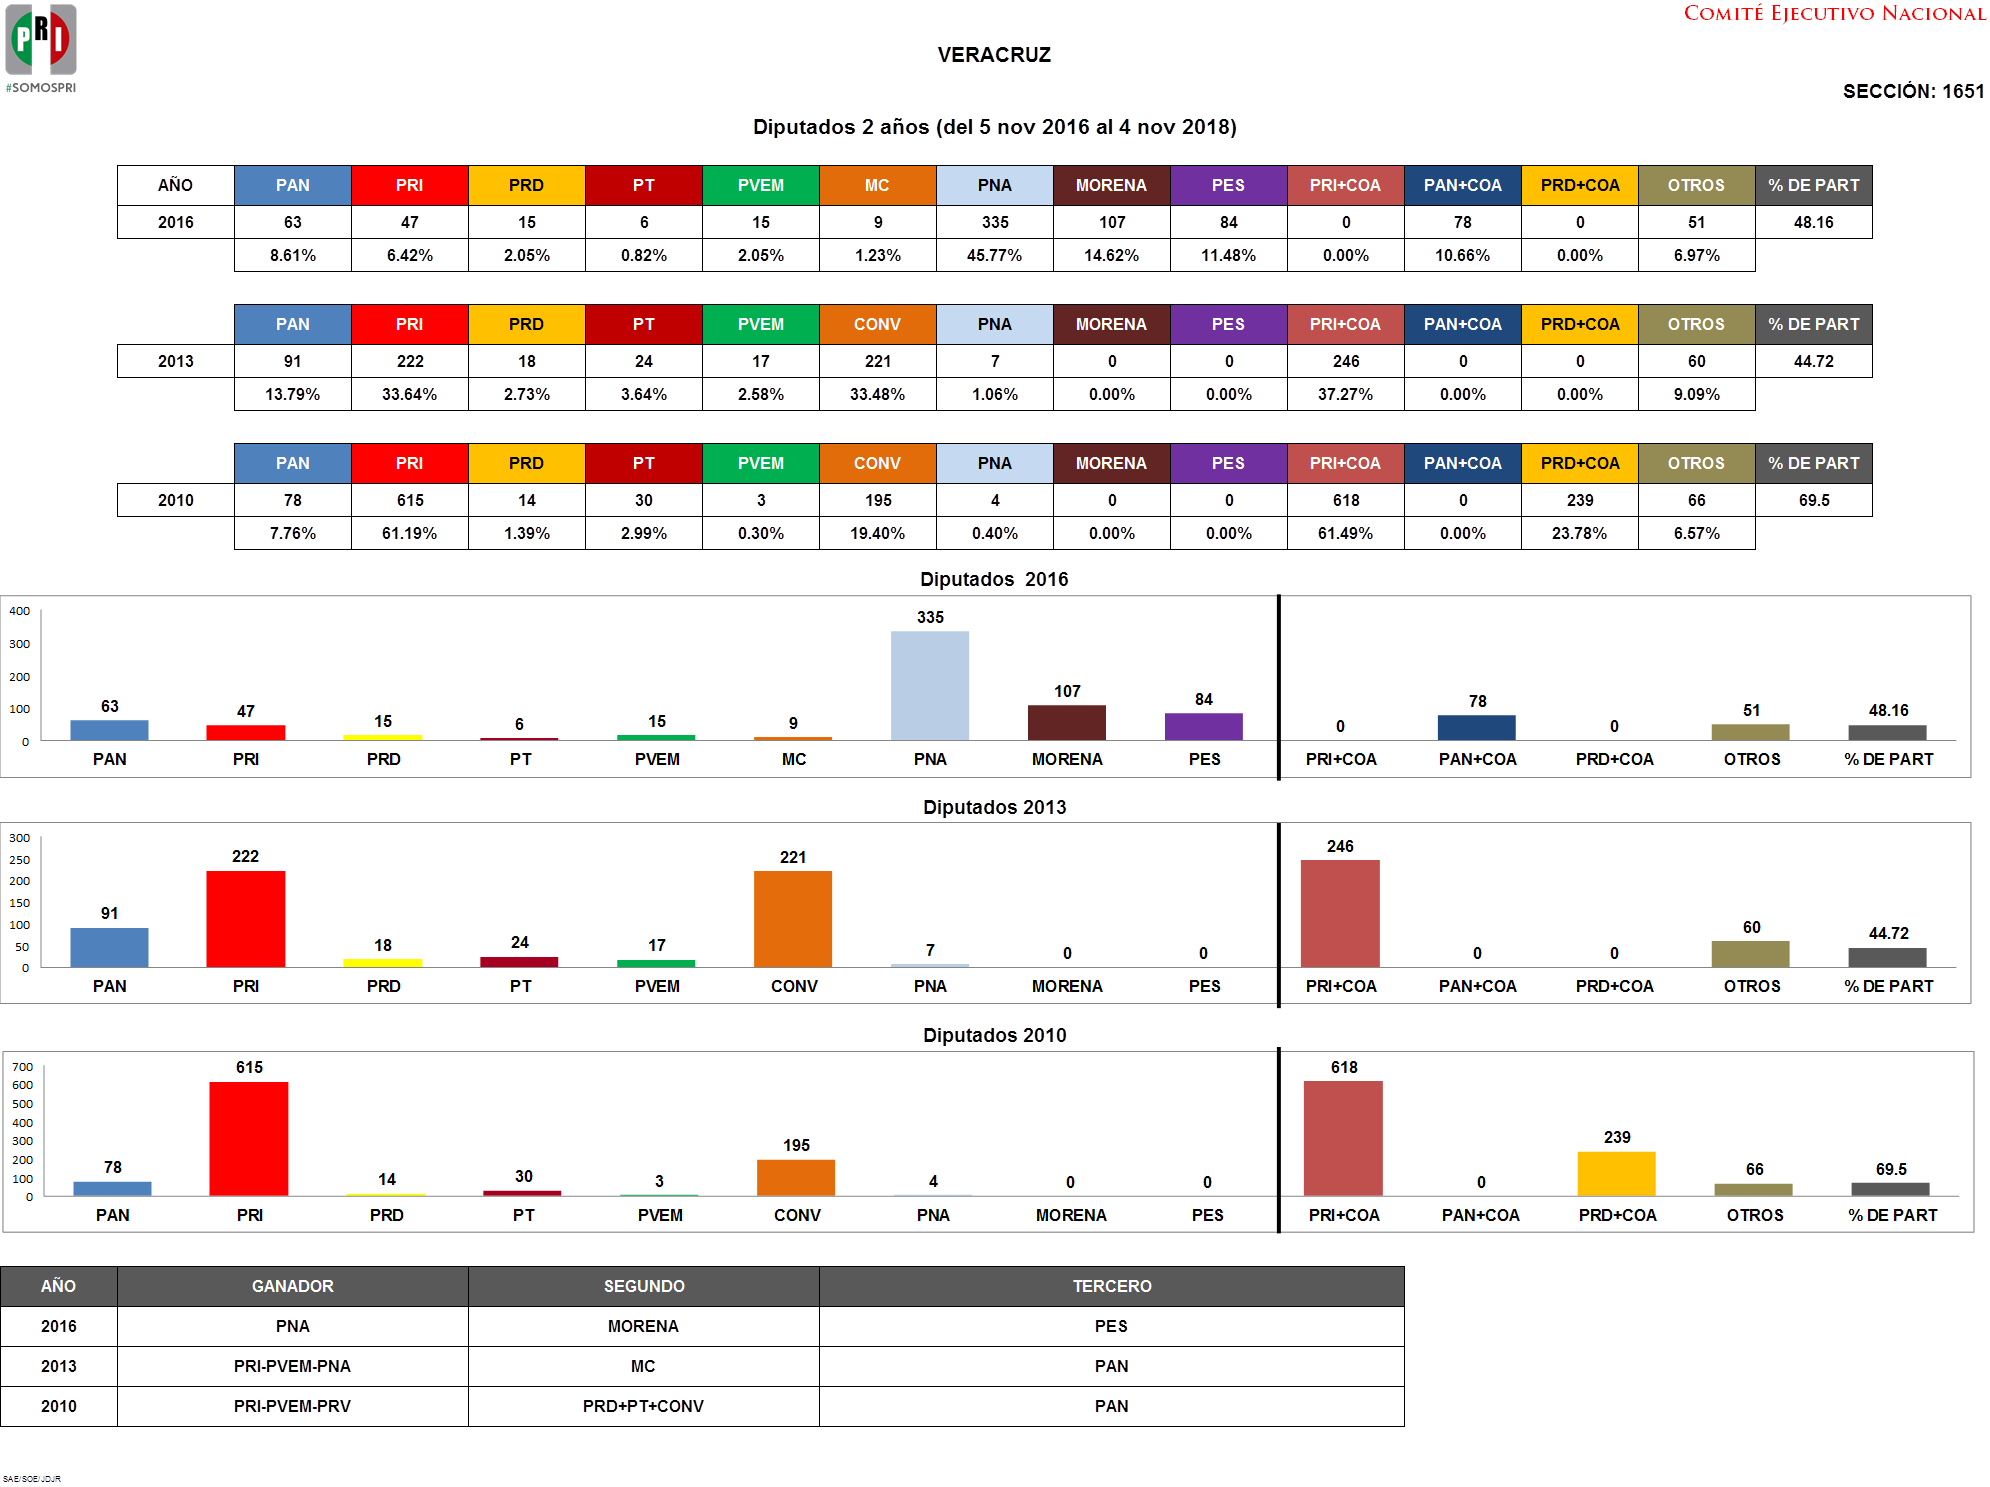 PRI
#SOMOSPRI
COMITÉ EJECUTIVO NACIONAL
VERACRUZ
SECCIÓN: 1651
Diputados 2 años (del 5 nov 2016 al 4 nov 2018)
AÑO PAN PRI PRD PT PVEM MC PNA MORENA PES PRI+COA PAN+COA PRD+COA OTROS % DE PART
2016 63 47 15 6 15 9 335 107 84 0 78 0 51 48.16
8.61% 6.42% 2.05% 0.82% 2.05% 1.23% 45.77% 14.62% 11.48% 0.00% 10.66% 0.00% 6.97%
PAN PRI PRD PT PVEM CONV PNA MORENA PES PRI+COA PAN+COA PRD+COA OTROS % DE PART
2013 91 222 18 24 17 221 7 0 0 246 0 0 60 44.72
13.79% 33.64% 2.73% 3.64% 2.58% 33.48% 1.06% 0.00% 0.00% 37.27% 0.00% 0.00% 9.09%
PAN PRI PRD PT PVEM CONV PNA MORENA PES PRI+COA PAN+COA PRD+COA OTROS % DE PART
2010 78 615 14 30 3 195 4 0 0 618 0 239 66 69.5
7.76% 61.19% 1.39% 2.99% 0.30% 19.40% 0.40% 0.00% 0.00% 61.49% 0.00% 23.78% 6.57%
Diputados 2016
400
300
200
100
0
63 47 15 6 15 9 335 107 84 0 78 0 51 48.16
PAN PRI PRD PT PVEM MC PNA MORENA PES PRI+COA PAN+COA PRD+COA OTROS % DE PART
Diputados 2013
300
250
200
150
100
50
0
91 222 18 24 17 221 7 0 0 246 0 0 60 44.72
PAN PRI PRD PT PVEM CONV PNA MORENA PES PRI+COA PAN+COA PRD+COA OTROS % DE PART
Diputados 2010
700
600
500
400
300
200
100
0
78 615 14 30 3 195 4 0 0 618 0 239 66 69.5
PAN PRI PRD PT PVEM CONV PNA MORENA PES PRI+COA PAN+COA PRD+COA OTROS % DE PART
AÑO GANADOR SEGUNDO TERCERO
2016 PNA MORENA PES
2013 PRI-PVEM-PNA MC PAN
2010 PRI-PVEM-PRV PRD+PT+CONV PAN
SAE/SOE/JDJR